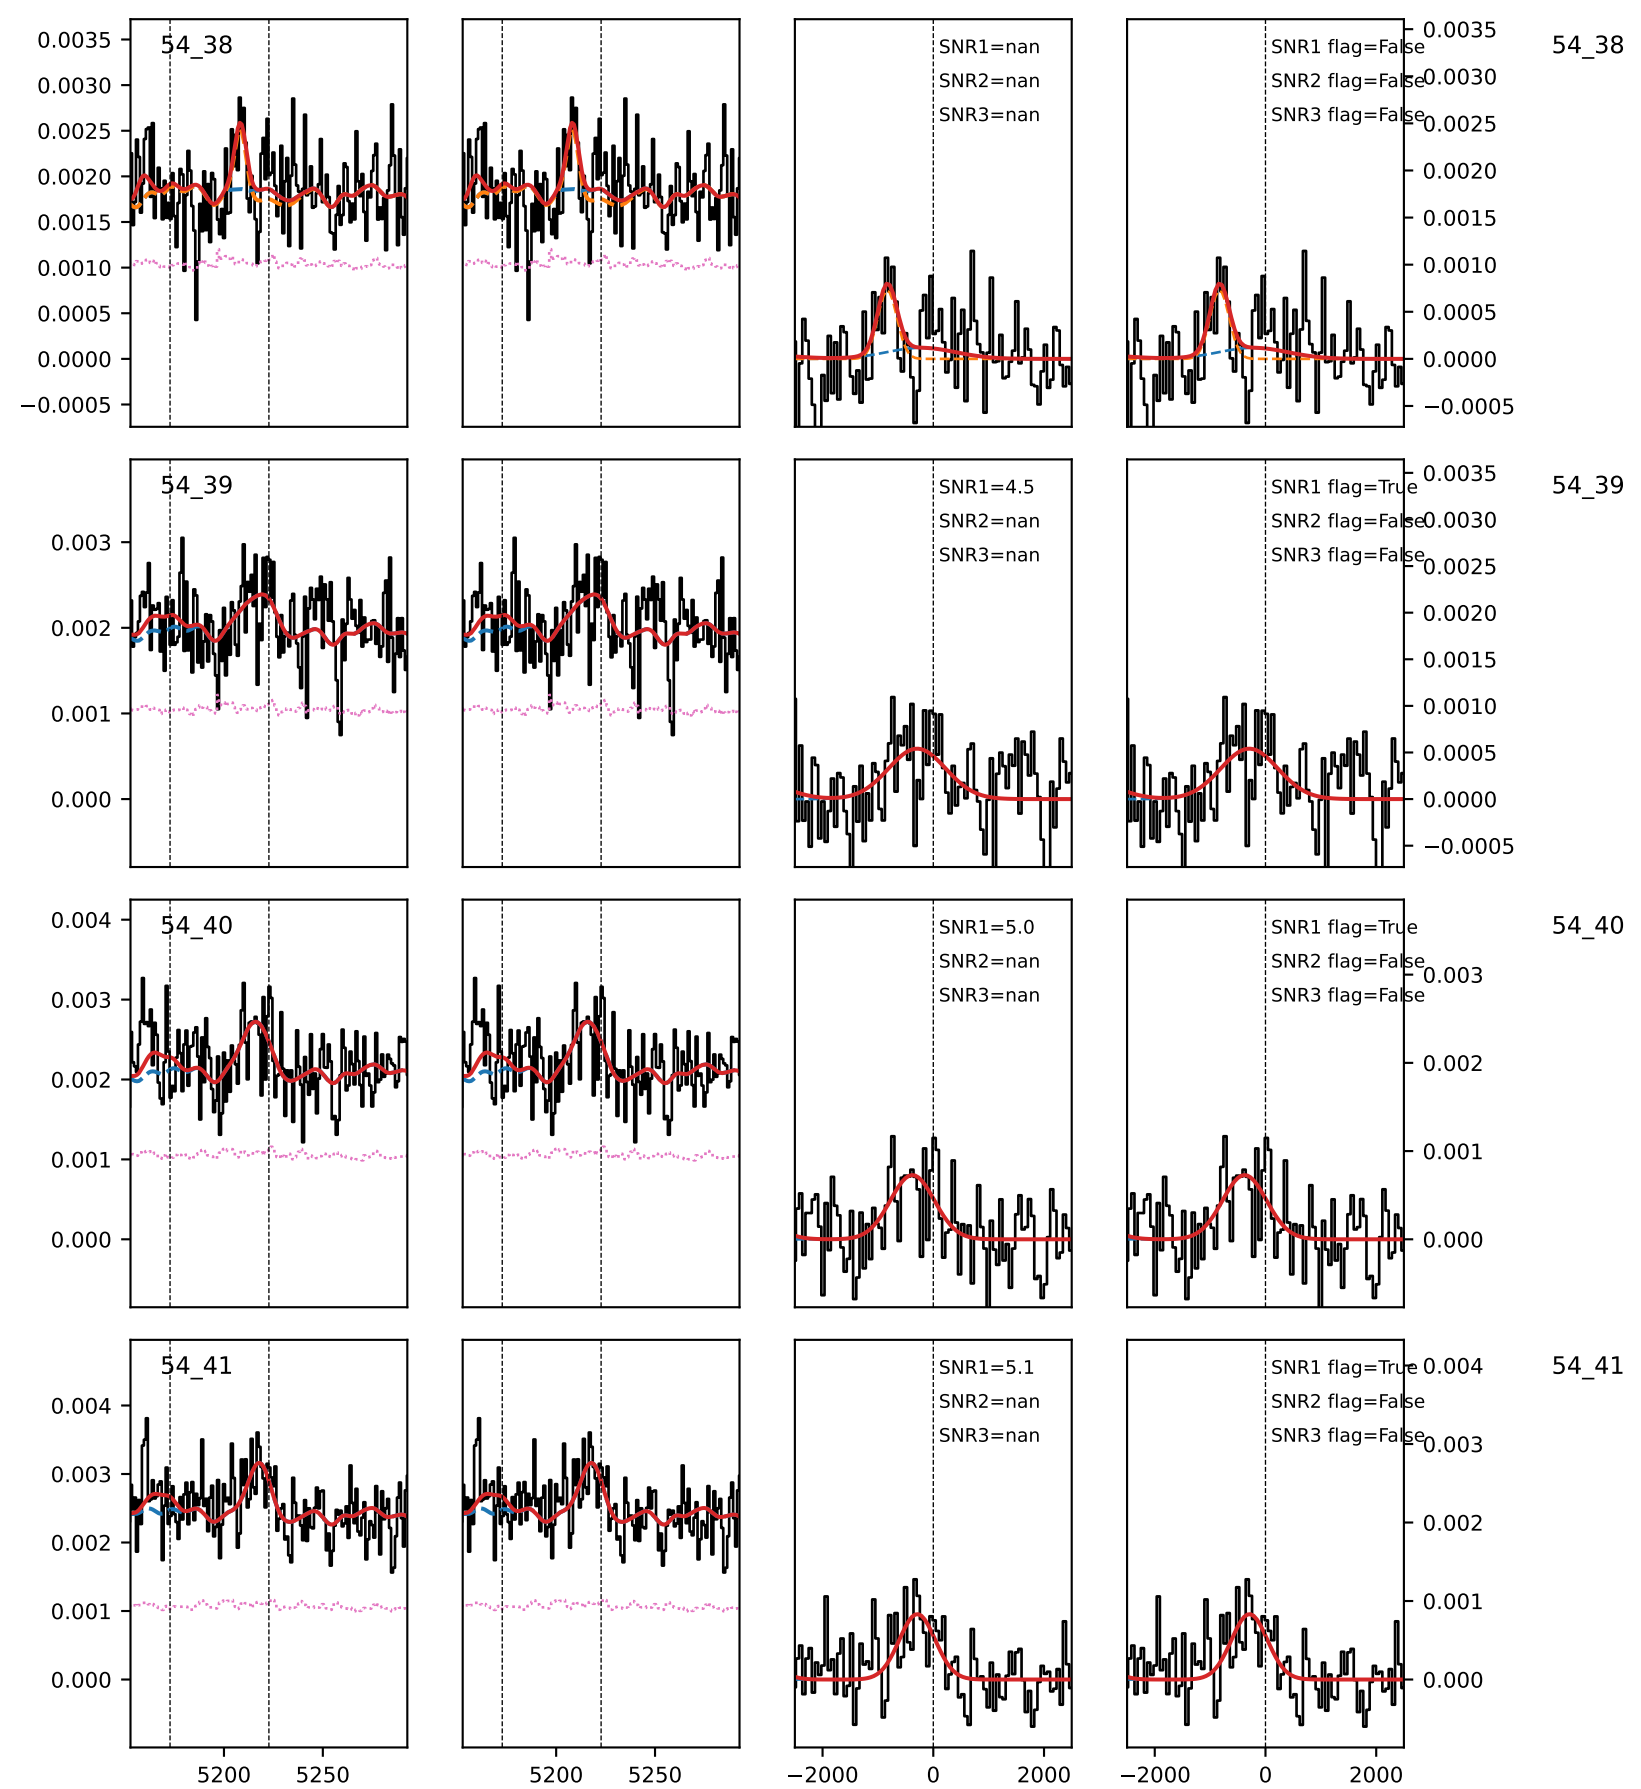 0.0035
0.0030
0.0025
0.0020
0.0015
0.0010
0.0005
0.0000
−0.0005
54_38
SNR1=nan
SNR2=nan
SNR3=nan
SNR1 flag=False
SNR2 flag=False
SNR3 flag=False
0.0035
0.0030
0.0025
0.0020
0.0015
0.0010
0.0005
0.0000
−0.0005
54_38
0.003
0.002
0.001
0.000
54_39
SNR1=4.5
SNR2=nan
SNR3=nan
SNR1 flag=True
SNR2 flag=False
SNR3 flag=False
0.0035
0.0030
0.0025
0.0020
0.0015
0.0010
0.0005
0.0000
−0.0005
54_39
0.004
0.003
0.002
0.001
0.000
54_40
SNR1=5.0
SNR2=nan
SNR3=nan
SNR1 flag=True
SNR2 flag=False
SNR3 flag=False
0.003
0.002
0.001
0.000
54_40
0.004
0.003
0.002
0.001
0.000
54_41
SNR1=5.1
SNR2=nan
SNR3=nan
SNR1 flag=True
SNR2 flag=False
SNR3 flag=False
0.004
0.003
0.002
0.001
0.000
54_41
5200 5250
5200 5250
−2000 0 2000
−2000 0 2000